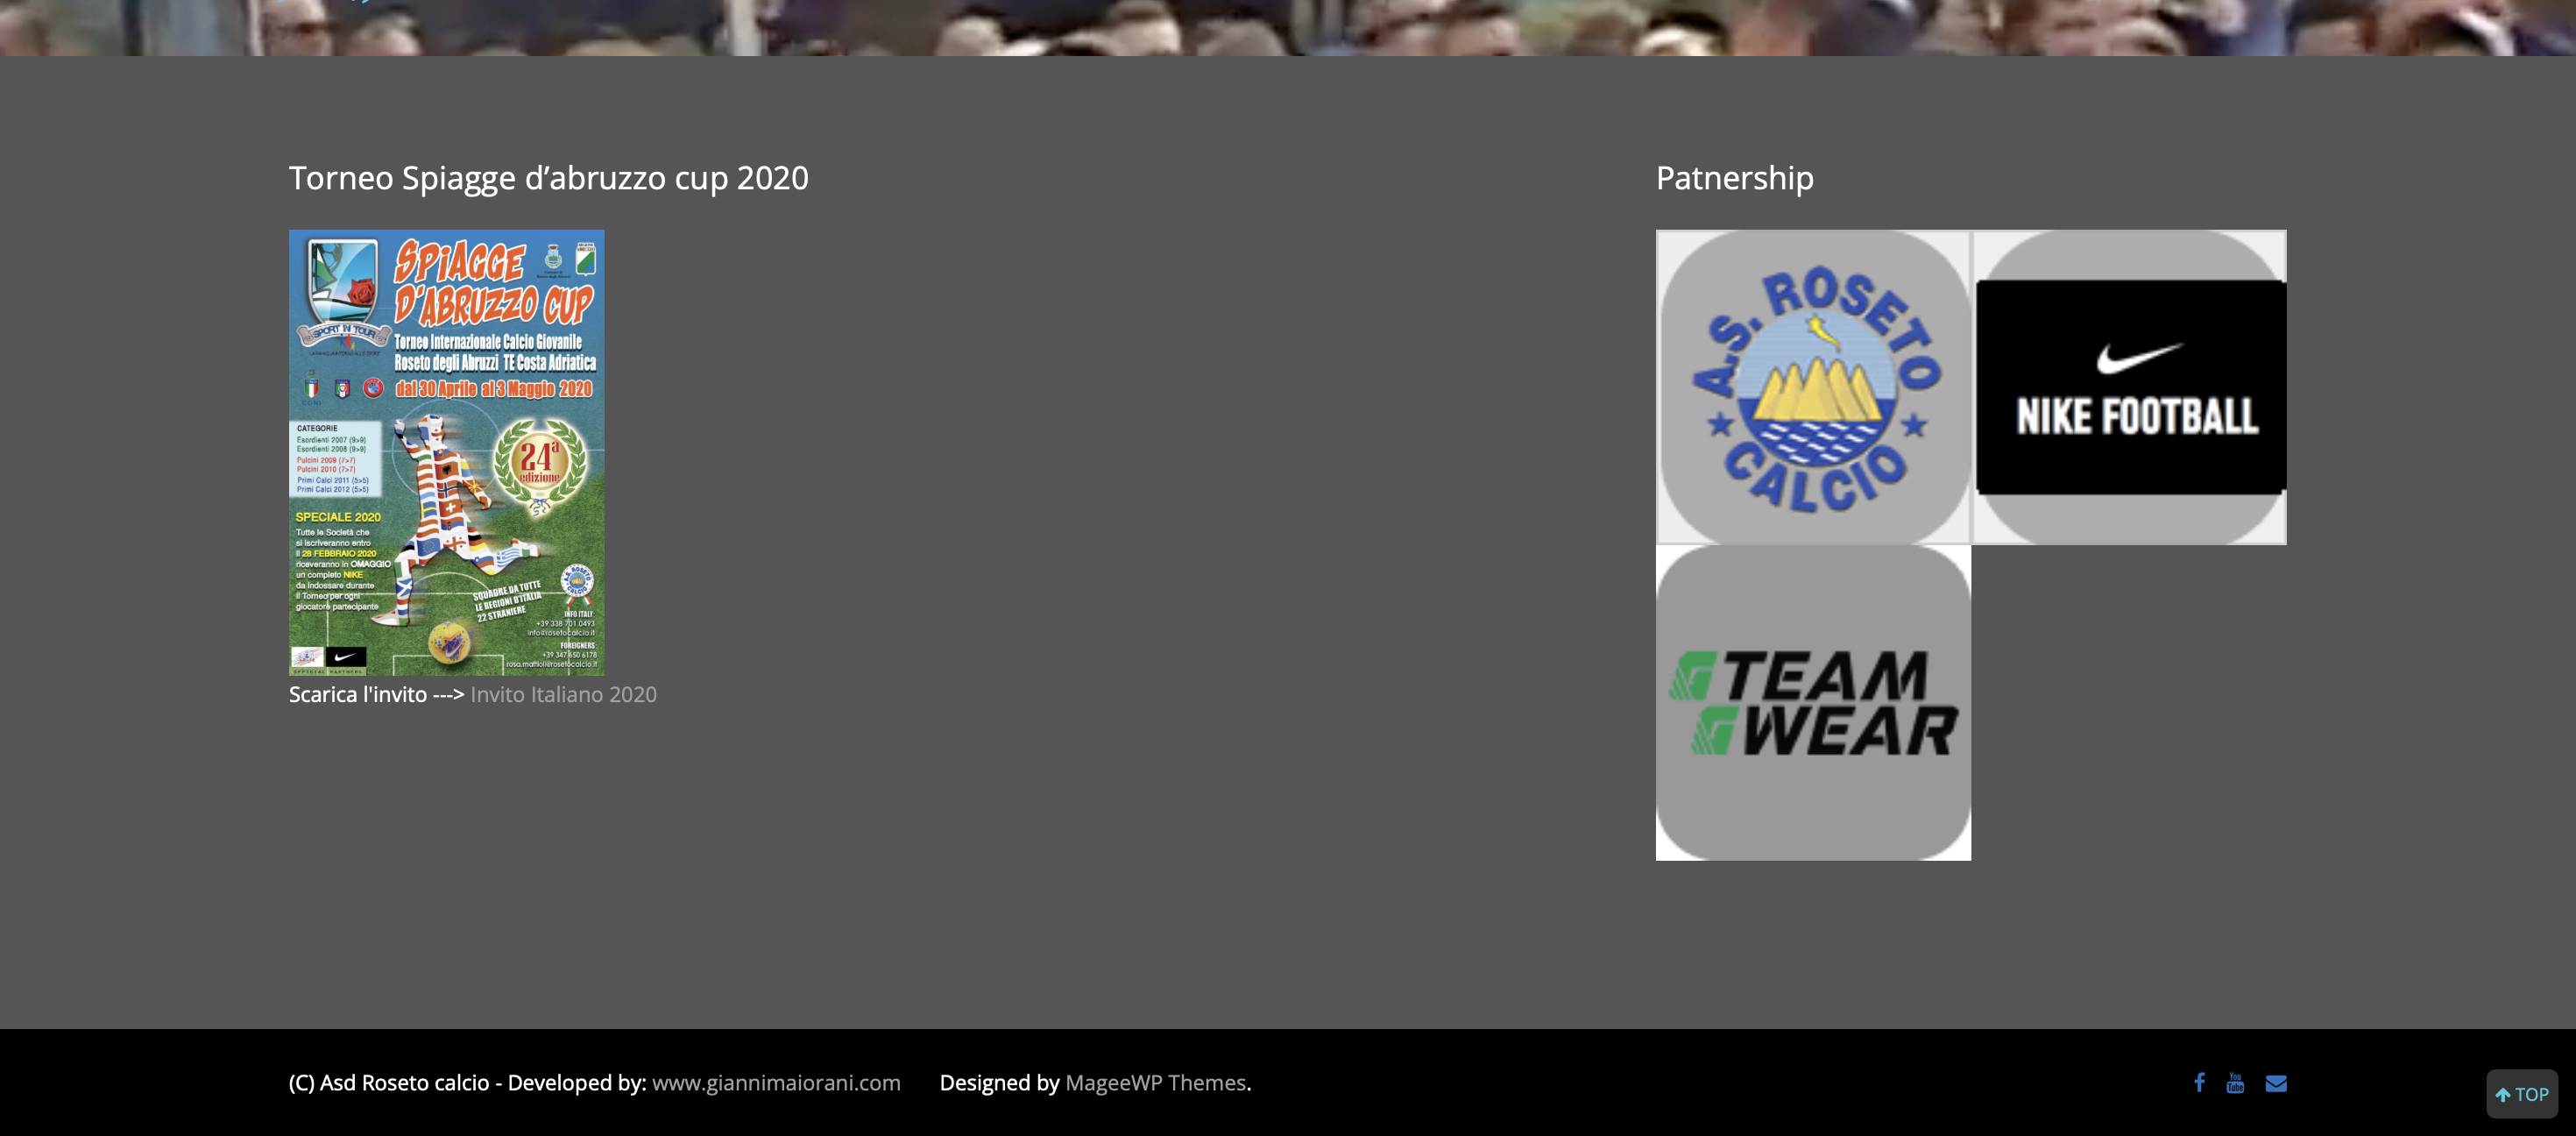 Torneo Spiagge d’abruzzo cup 2020
SPiAGGE
D'ABRUZZO CUP
SPORT IN TOUR
Torneo Internazionale Calcio Giovanile
Roseto degli Abruzzi TE Costa Adriatica
dal 30 Aprile al 3 Maggio 2020
CONI
CATEGORIE
Esordienti 2007 (9>9)
Esordienti 2008 (9>9)
Pulcini 2009 (7>7)
Pulcini 2010 (7>7)
Primi Calci 2011 (5>5)
Primi Calci 2012 (5>5)
24ª
edizione
SPECIALE 2020
Tutte le Società che
si iscriveranno entro
il 28 FEBBRAIO 2020
riceveranno in OMAGGIO
un completo NIKE
da indossare durante
il Torneo per ogni
giocatore partecipante
SQUADRE DA TUTTE
LE REGIONI D'ITALIA
22 STRANIERE
A.S. ROSETO
CALCIO
INFO ITALY
+39 338 701 0493
info@rosetocalcio.it
FOREIGNERS
+39 347 650 6178
rosa.mattioli@rosetocalcio.it
Scarica l'invito ---> Invito Italiano 2020
Patnership
A.S. ROSETO
CALCIO
NIKE FOOTBALL
TEAM
WEAR
(C) Asd Roseto calcio - Developed by: www.giannimaiorani.com Designed by MageeWP Themes.
You
Tube
TOP